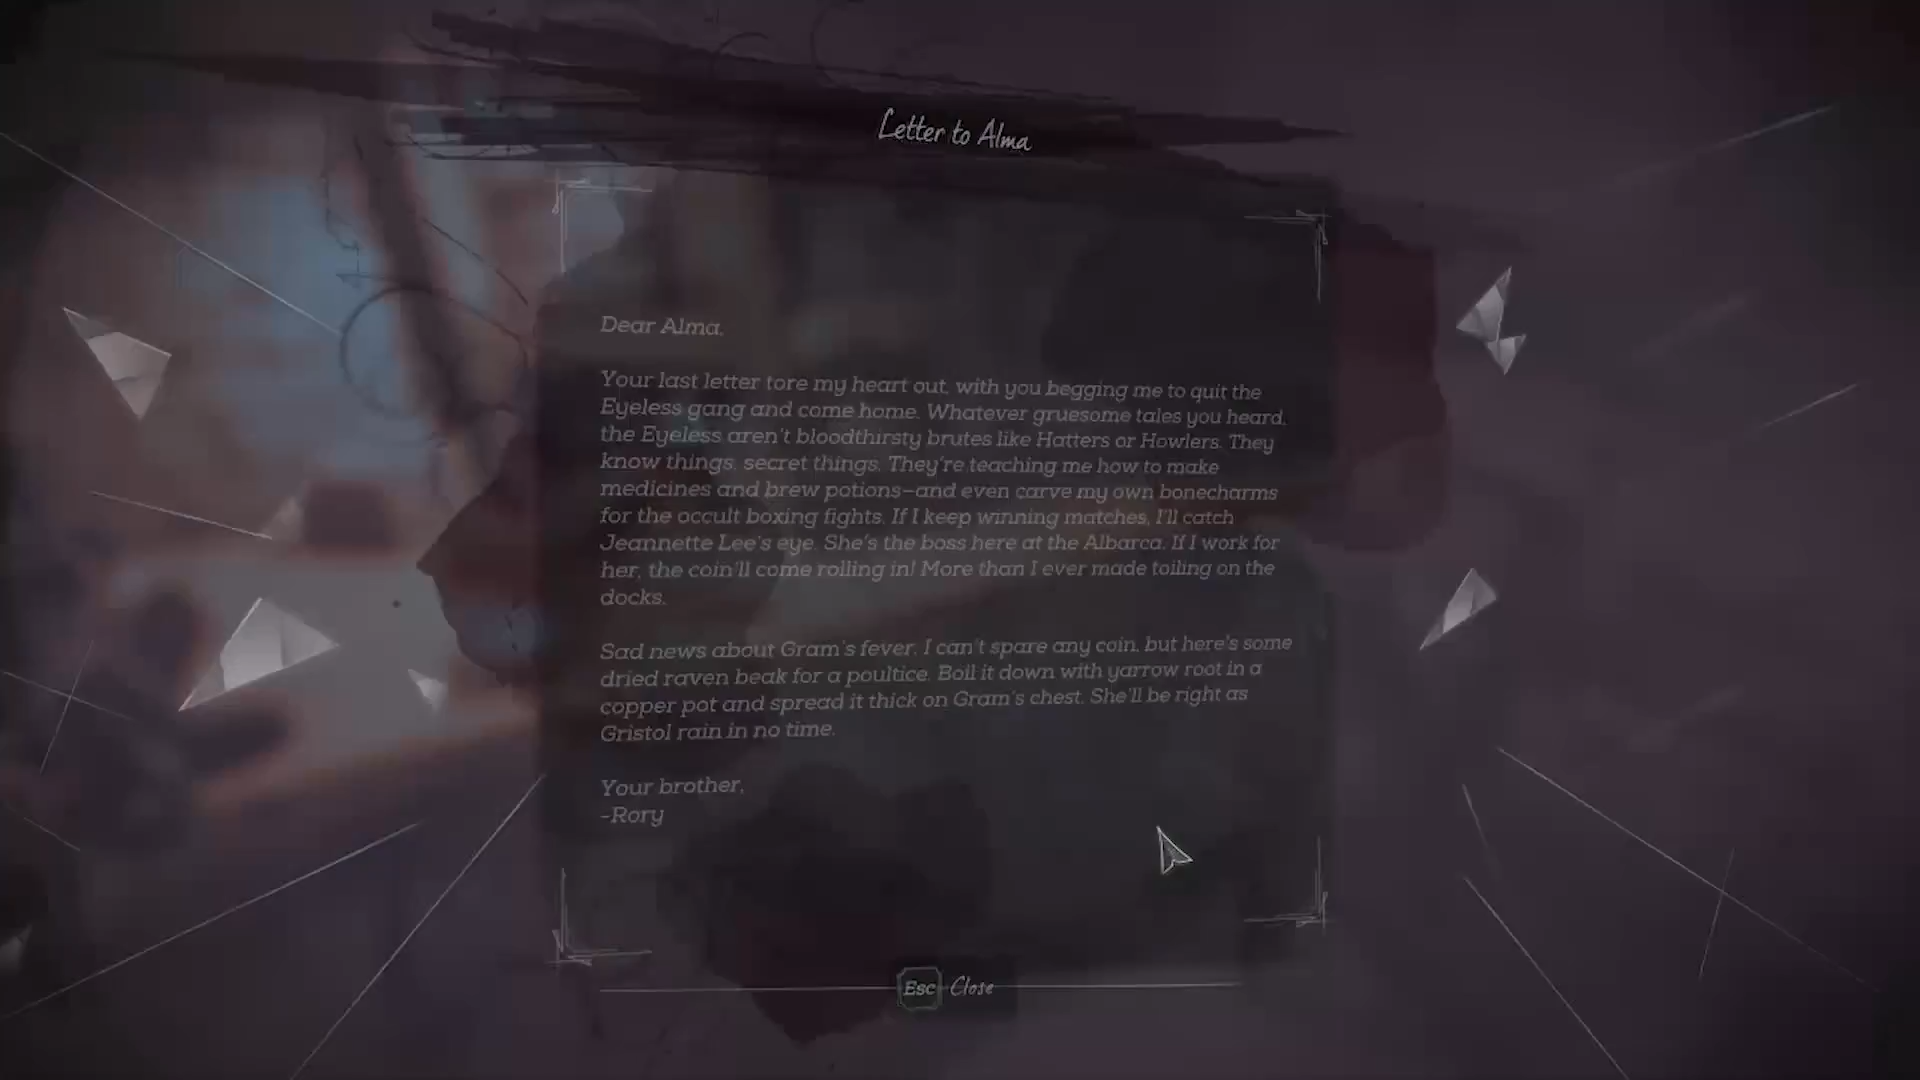 Letter to Alma
Dear Alma,
Your last letter tore my heart out, with you begging me to quit the
Eyeless gang and come home. Whatever gruesome tales you heard,
the Eyeless aren't bloodthirsty brutes like Hatters or Howlers. They
know things, secret things. They're teaching me how to make
medicines and brew potions—and even carve my own bonecharms
for the occult boxing fights. If I keep winning matches, I'll catch
Jeannette Lee's eye. She's the boss here at the Albarca. If I work for
her, the coin'll come rolling in! More than I ever made toiling on the
docks.
Sad news about Gram's fever. I can't spare any coin, but here's some
dried raven beak for a poultice. Boil it down with yarrow root in a
copper pot and spread it thick on Gram's chest. She'll be right as
Gristol rain in no time.
Your brother,
-Rory
Esc Close